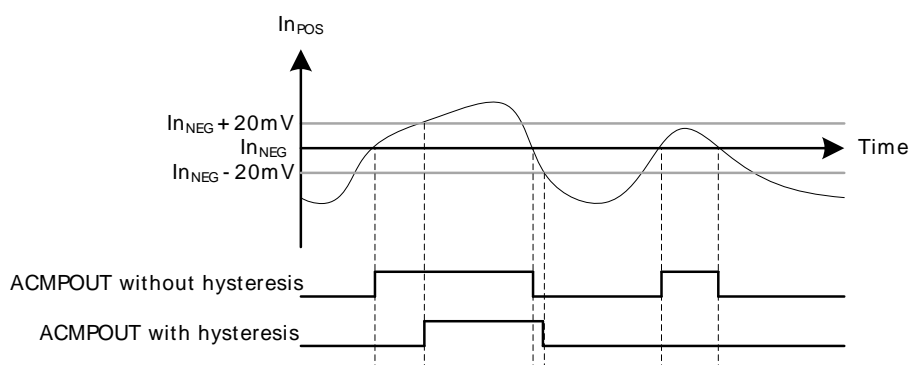 InPOS
InNEG + 20mV
InNEG
Time
InNEG - 20mV
ACMPOUT without hysteresis
ACMPOUT with hysteresis